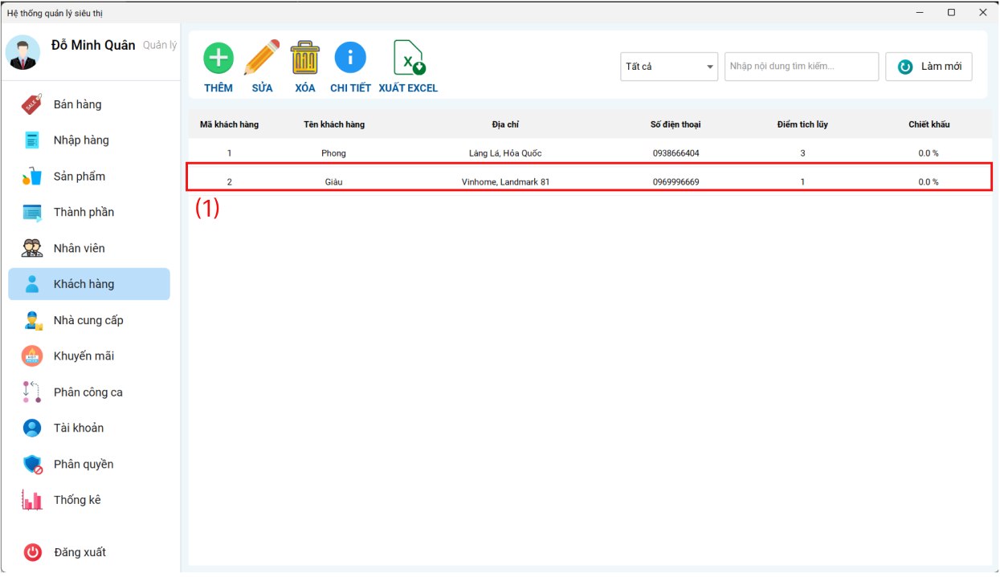 Hệ thống quản lý siêu thị
Đỗ Minh Quân Quản lý
THÊM SỬA XÓA CHI TIẾT XUẤT EXCEL
Tất cả Nhập nội dung tìm kiếm... Làm mới
SALE Bán hàng
Nhập hàng
Sản phẩm
Thành phần
Nhân viên
Khách hàng
Nhà cung cấp
Khuyến mãi
Phân công ca
Tài khoản
Phân quyền
Thống kê
Đăng xuất
Mã khách hàng Tên khách hàng Địa chỉ Số điện thoại Điểm tích lũy Chiết khấu
1 Phong Làng Lá, Hỏa Quốc 0938666404 3 0.0 %
2 Giàu Vinhome, Landmark 81 0969996669 1 0.0 %
(1)